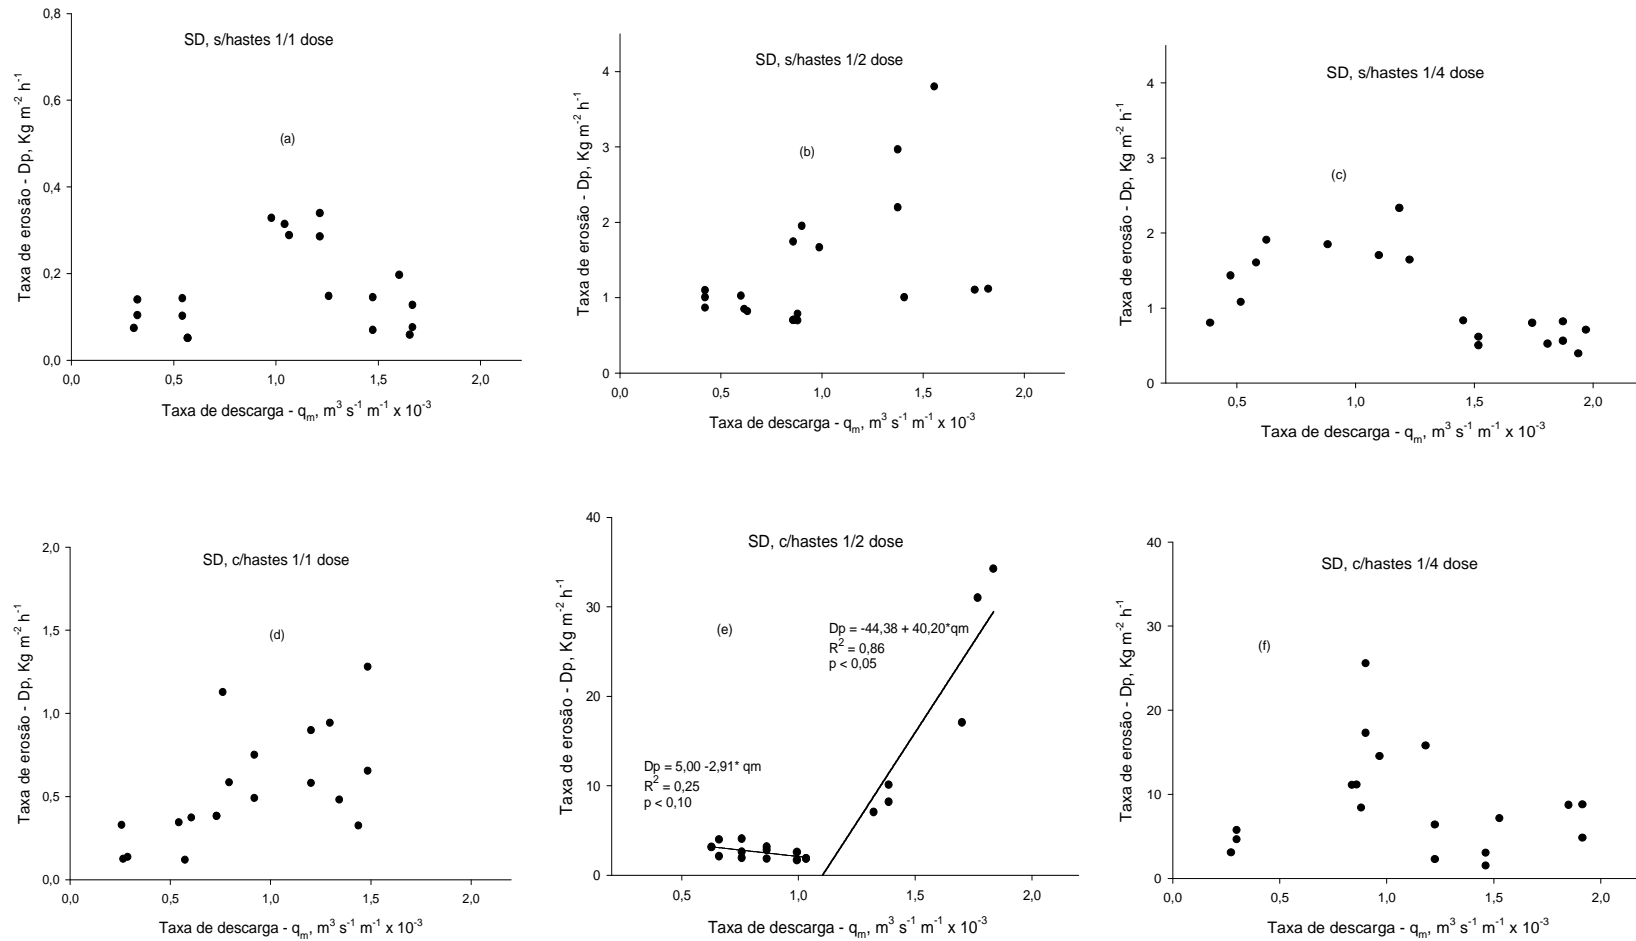 SD, s/hastes 1/1 dose
(a)
Taxa de erosão - Dp, Kg m-2 h-1
0,8
0,6
0,4
0,2
0,0
0,0 0,5 1,0 1,5 2,0
Taxa de descarga - qm, m3 s-1 m-1 x 10-3
SD, s/hastes 1/2 dose
(b)
Taxa de erosão - Dp, Kg m-2 h-1
4
3
2
1
0
0,0 0,5 1,0 1,5 2,0
Taxa de descarga - qm, m3 s-1 m-1 x 10-3
SD, s/hastes 1/4 dose
(c)
Taxa de erosão - Dp, Kg m-2 h-1
4
3
2
1
0
0,5 1,0 1,5 2,0
Taxa de descarga - qm, m3 s-1 m-1 x 10-3
SD, c/hastes 1/1 dose
(d)
Taxa de erosão - Dp, Kg m-2 h-1
2,0
1,5
1,0
0,5
0,0
0,0 0,5 1,0 1,5 2,0
Taxa de descarga - qm, m3 s-1 m-1 x 10-3
SD, c/hastes 1/2 dose
(e)
Dp = -44,38 + 40,20*qm
R2 = 0,86
p < 0,05
Dp = 5,00 -2,91* qm
R2 = 0,25
p < 0,10
Taxa de erosão - Dp, Kg m-2 h-1
40
30
20
10
0
0,5 1,0 1,5 2,0
Taxa de descarga - qm, m3 s-1 m-1 x 10-3
SD, c/hastes 1/4 dose
(f)
Taxa de erosão - Dp, Kg m-2 h-1
40
30
20
10
0
0,0 0,5 1,0 1,5 2,0
Taxa de descarga - qm, m3 s-1 m-1 x 10-3